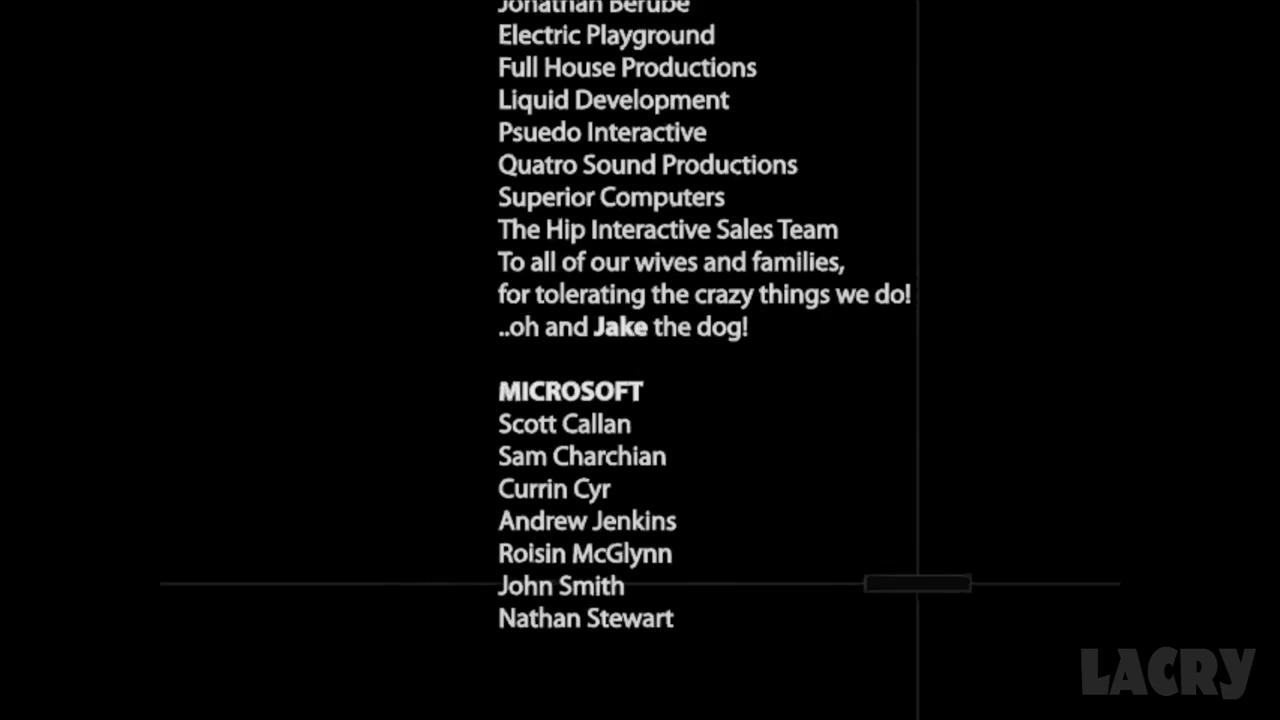 Jonathan Berube
Electric Playground
Full House Productions
Liquid Development
Psuedo Interactive
Quatro Sound Productions
Superior Computers
The Hip Interactive Sales Team
To all of our wives and families,
for tolerating the crazy things we do!
..oh and Jake the dog!
MICROSOFT
Scott Callan
Sam Charchian
Currin Cyr
Andrew Jenkins
Roisin McGlynn
John Smith
Nathan Stewart
LACRY